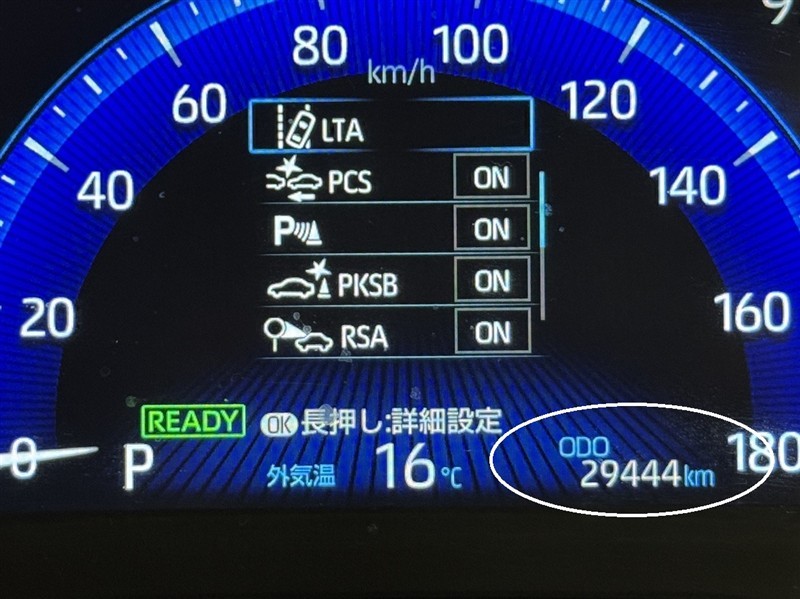 80
100
km/h
60
120
LTA
40
PCS ON
140
P ON
PKSB ON
20
160
RSA ON
READY
OK 長押し:詳細設定
0
P
外気温 16℃
ODO
29444km
180